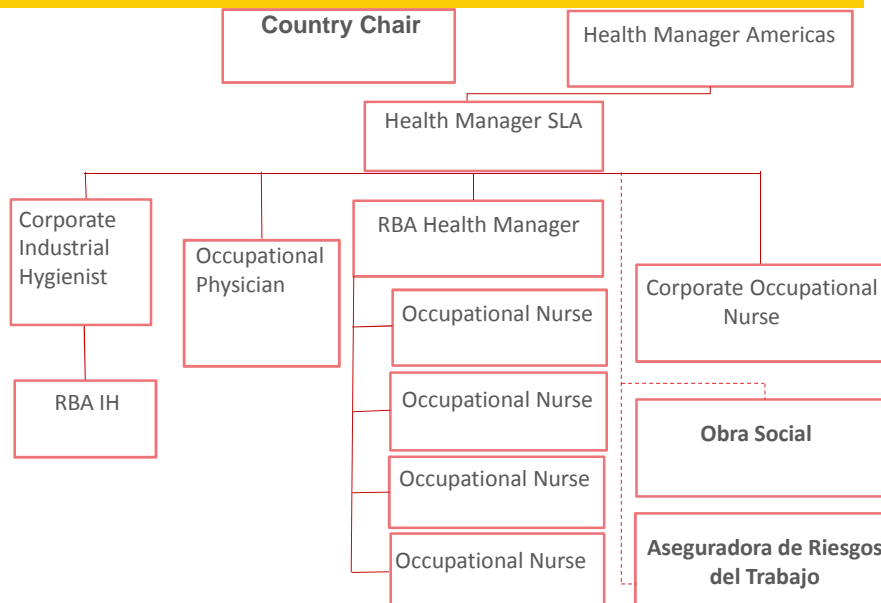 Country Chair
Health Manager Americas
Health Manager SLA
Corporate
Industrial
Hygienist
Occupational
Physician
RBA Health Manager
Corporate Occupational
Nurse
RBA IH
Occupational Nurse
Occupational Nurse
Occupational Nurse
Occupational Nurse
Obra Social
Aseguradora de Riesgos
del Trabajo